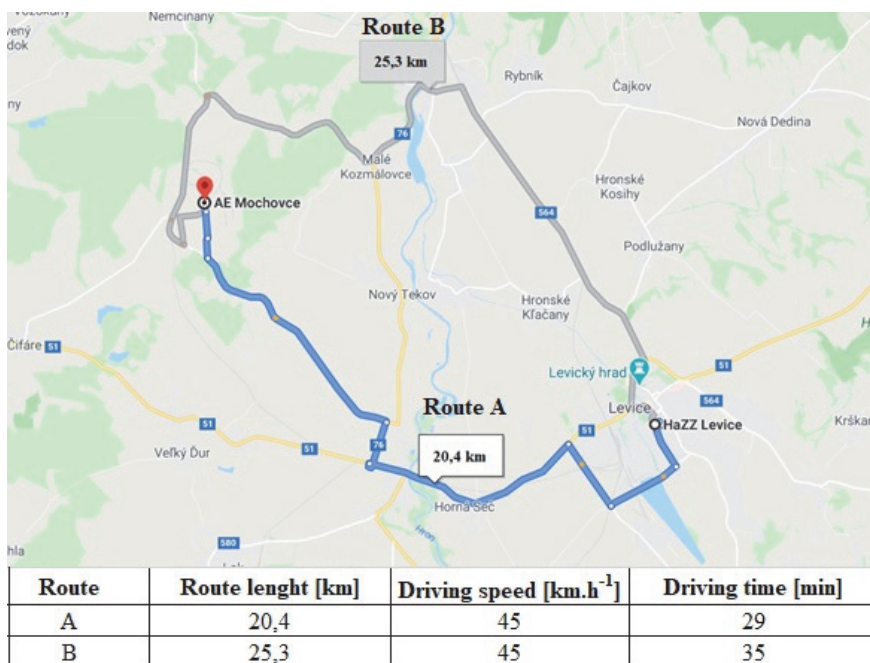 Vozokany
Nemčiňany
Route B
25,3 km
Rybník
Čajkov
Nová Dedina
76
Malé
Kozmálovce
Hronské
Kosihy
AE Mochovce
564
Podlužany
Nový Tekov
Hronské
Kľačany
Čifáre
51
Levický hrad
51
Route A
Levice
564
HaZZ Levice
Krškan
51
51
76
20,4 km
Veľký Ďur
Horná Seč
Hron
580
hla
Route
Route lenght [km]
Driving speed [km.h-1]
Driving time [min]
A
20,4
45
29
B
25,3
45
35